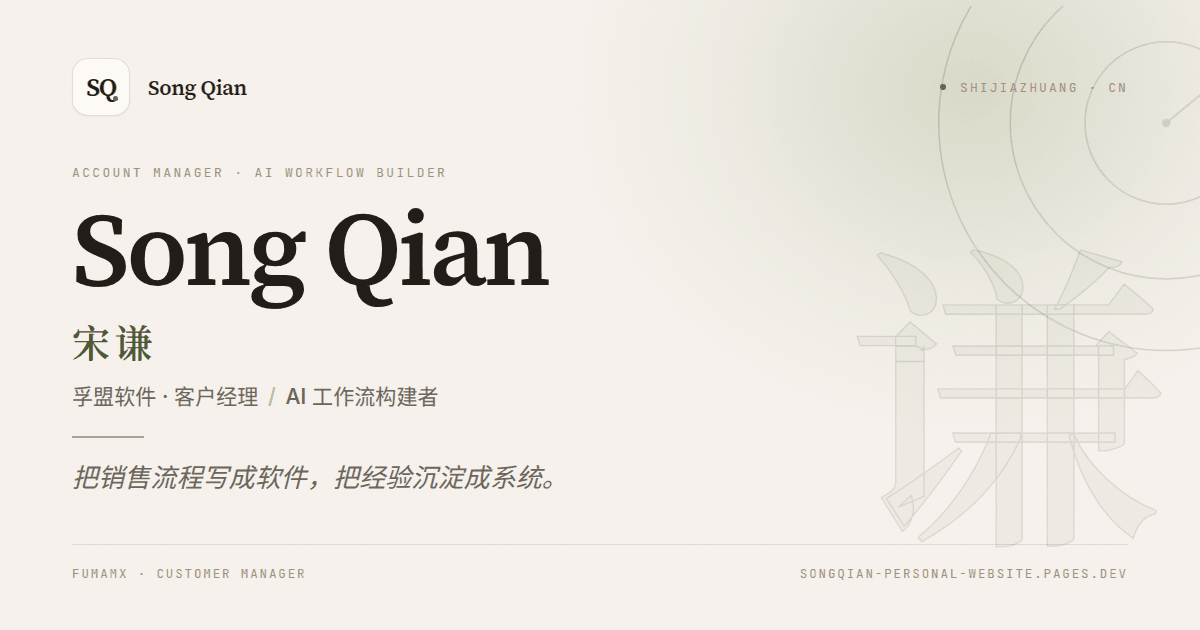 SQ Song Qian
SHIJIAZHUANG · CN
ACCOUNT MANAGER · AI WORKFLOW BUILDER
Song Qian
宋谦
孚盟软件 · 客户经理 / AI 工作流构建者
把销售流程写成软件，把经验沉淀成系统。
谦
FUMAMX · CUSTOMER MANAGER
SONGQIAN-PERSONAL-WEBSITE.PAGES.DEV